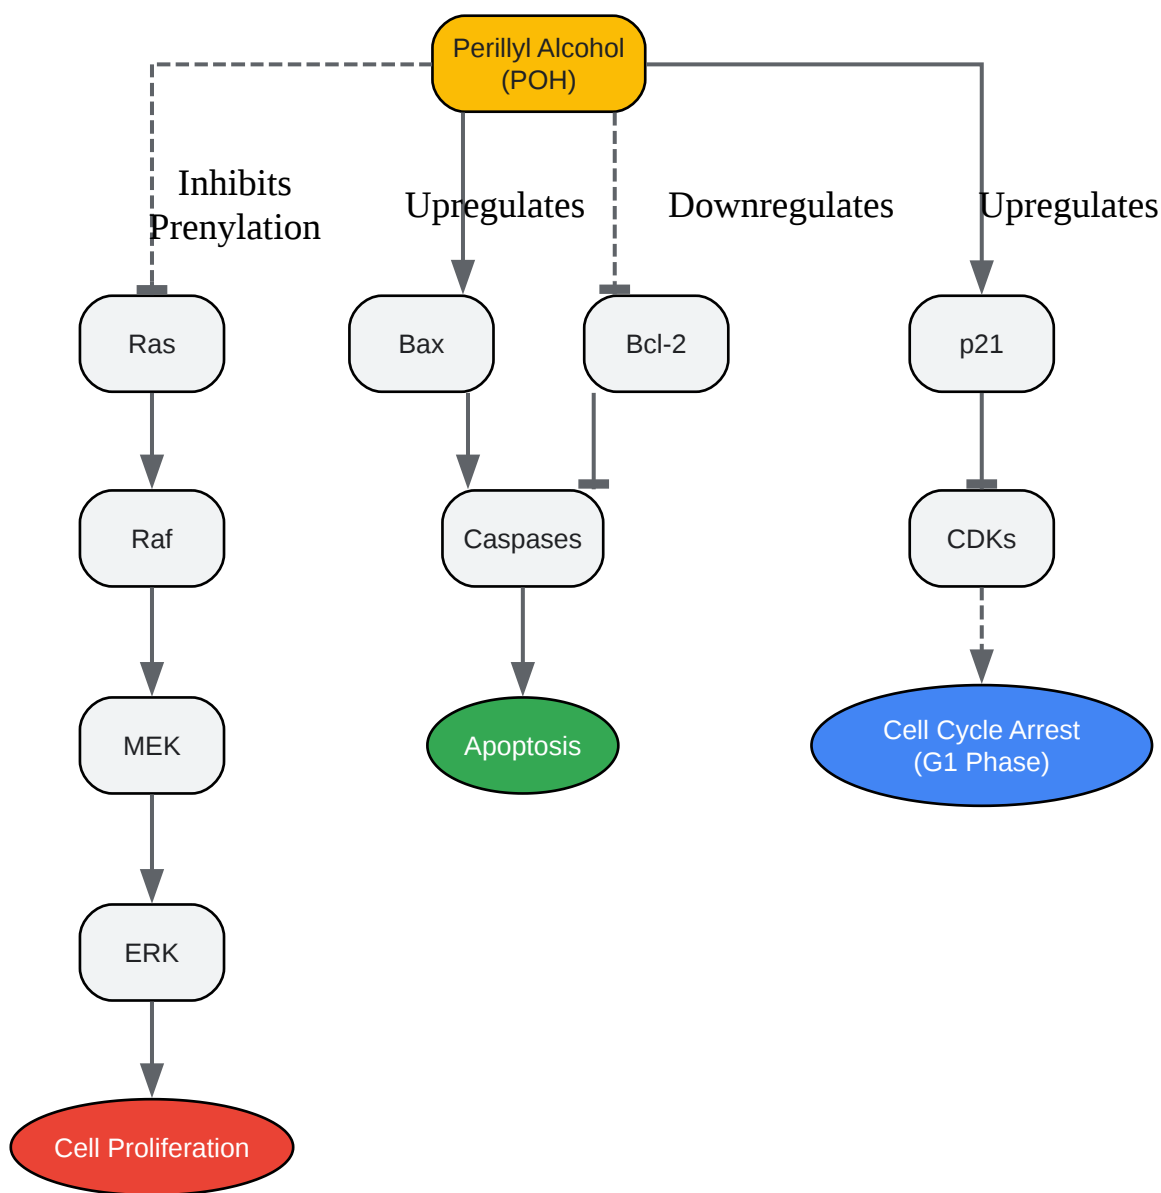 Perillyl Alcohol
(POH)
Inhibits
Prenylation
Upregulates
Downregulates
Upregulates
Ras
Bax
Bcl-2
p21
Raf
Caspases
CDKs
MEK
Apoptosis
Cell Cycle Arrest
(G1 Phase)
ERK
Cell Proliferation